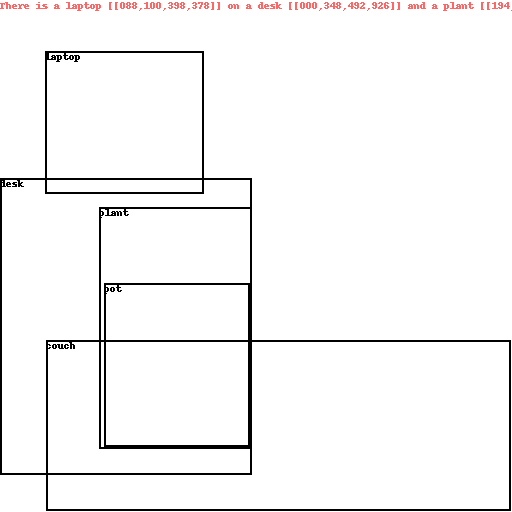 There is a laptop [[088,100,398,378]] on a desk [[000,348,492,926]] and a plant [[194,
laptop
desk
plant
pot
couch